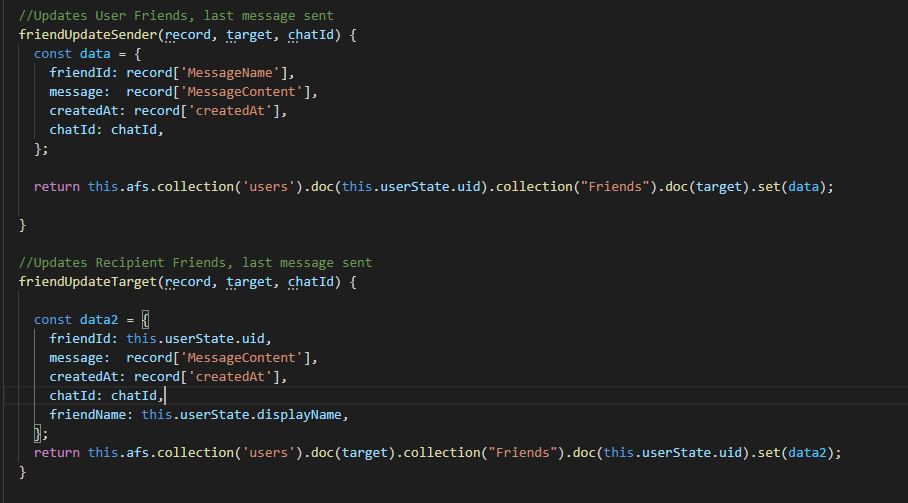 //Updates User Friends, last message sent
friendUpdateSender(record, target, chatId) {
const data = {
friendId: record['MessageName'],
message:  record['MessageContent'],
createdAt: record['createdAt'],
chatId: chatId,
};
return this.afs.collection('users').doc(this.userState.uid).collection("Friends").doc(target).set(data);
}
//Updates Recipient Friends, last message sent
friendUpdateTarget(record, target, chatId) {
const data2 = {
friendId: this.userState.uid,
message:  record['MessageContent'],
createdAt: record['createdAt'],
chatId: chatId,
friendName: this.userState.displayName,
};
return this.afs.collection('users').doc(target).collection("Friends").doc(this.userState.uid).set(data2);
}